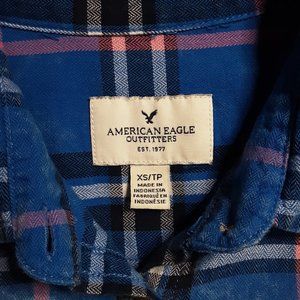 AMERICAN EAGLE
OUTFITTERS
EST. 1977
XS/TP
MADE IN
INDONESIA
FABRIQUÉ EN
INDONÉSIE